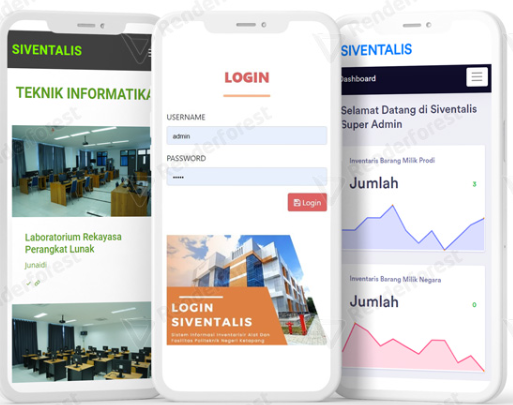 SIVENTALIS
TEKNIK INFORMATIKA
Laboratorium Rekayasa
Perangkat Lunak
Junaidi
LOGIN
USERNAME
admin
PASSWORD
•••••
Login
LOGIN
SIVENTALIS
Sistem Informasi Inventarisir Alat Dan
Fasilitas Politeknik Negeri Ketapang
SIVENTALIS
Dashboard
Selamat Datang di Siventalis
Super Admin
Inventaris Barang Milik Prodi
Jumlah
3
Inventaris Barang Milik Negara
Jumlah
0
Renderforest